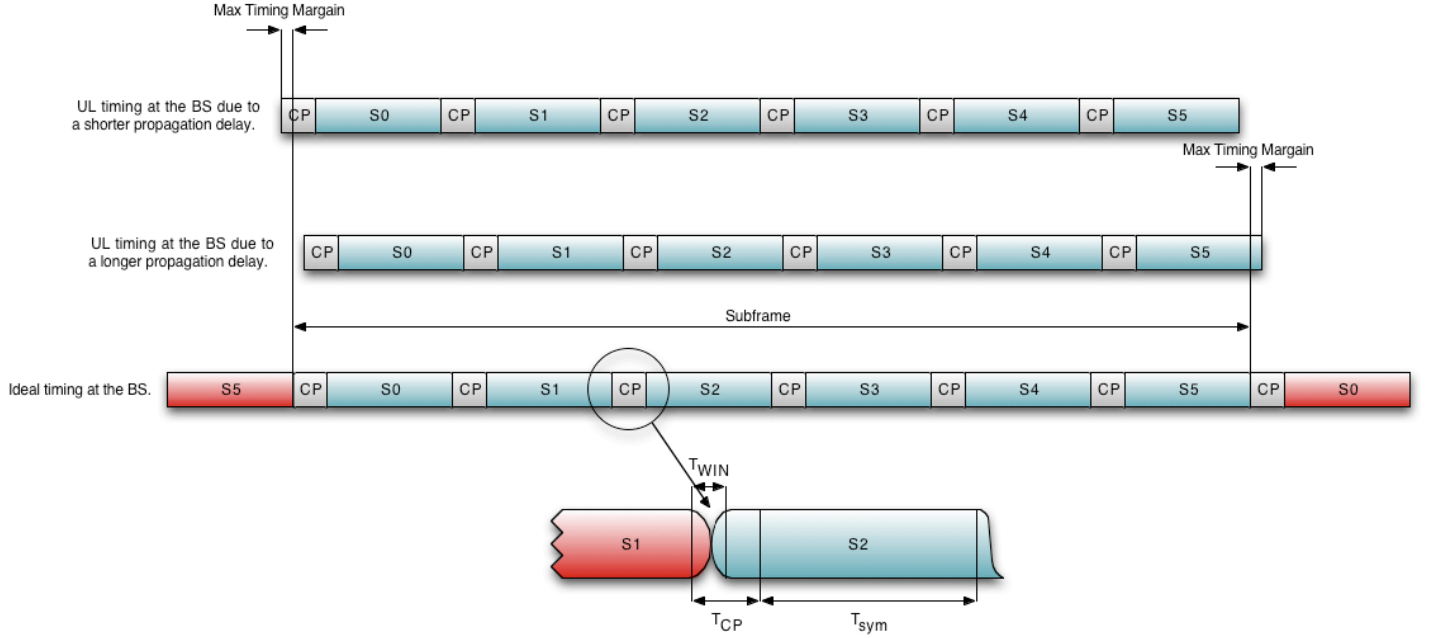 Max Timing Margain
UL timing at the BS due to
a shorter propagation delay.
CP S0 CP S1 CP S2 CP S3 CP S4 CP S5
Max Timing Margain
UL timing at the BS due to
a longer propagation delay.
CP S0 CP S1 CP S2 CP S3 CP S4 CP S5
Subframe
Ideal timing at the BS.
S5 CP S0 CP S1 CP S2 CP S3 CP S4 CP S5 CP S0
TWIN
S1 S2
TCP Tsym